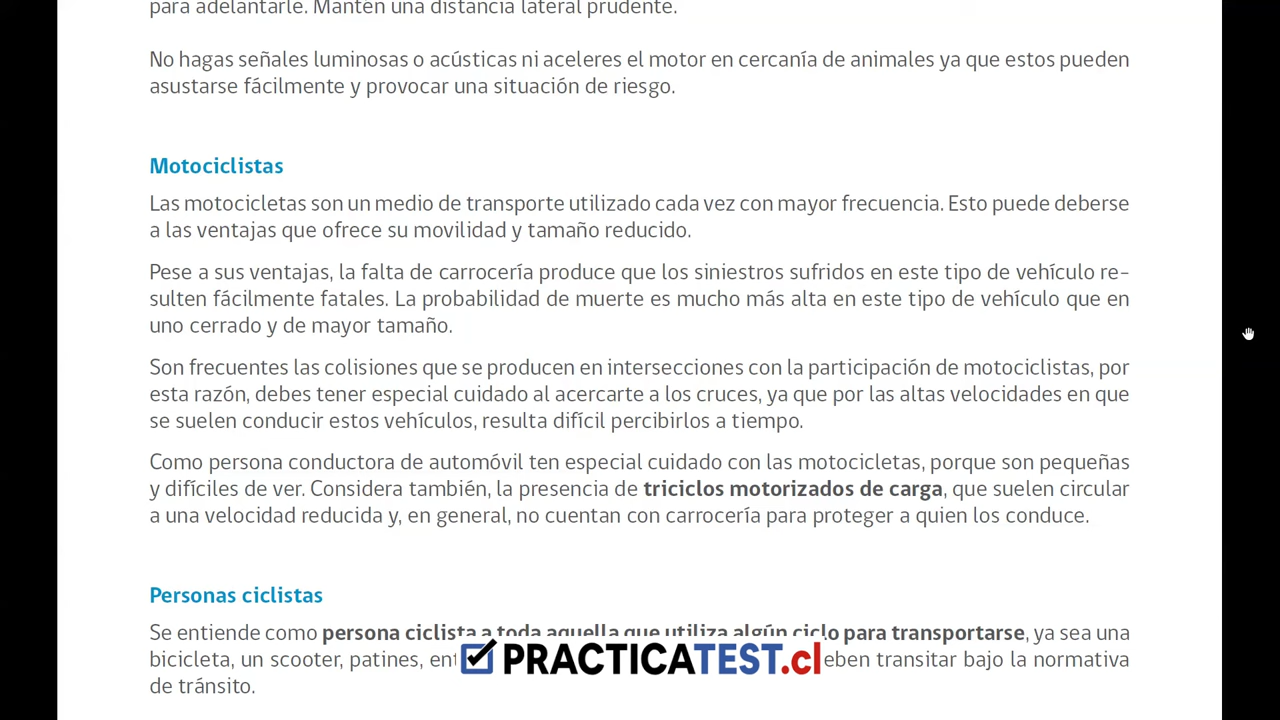 para adelantarle. Mantén una distancia lateral prudente.
No hagas señales luminosas o acústicas ni aceleres el motor en cercanía de animales ya que estos pueden
asustarse fácilmente y provocar una situación de riesgo.
Motociclistas
Las motocicletas son un medio de transporte utilizado cada vez con mayor frecuencia. Esto puede deberse
a las ventajas que ofrece su movilidad y tamaño reducido.
Pese a sus ventajas, la falta de carrocería produce que los siniestros sufridos en este tipo de vehículo re-
sulten fácilmente fatales. La probabilidad de muerte es mucho más alta en este tipo de vehículo que en
uno cerrado y de mayor tamaño.
Son frecuentes las colisiones que se producen en intersecciones con la participación de motociclistas, por
esta razón, debes tener especial cuidado al acercarte a los cruces, ya que por las altas velocidades en que
se suelen conducir estos vehículos, resulta difícil percibirlos a tiempo.
Como persona conductora de automóvil ten especial cuidado con las motocicletas, porque son pequeñas
y difíciles de ver. Considera también, la presencia de triciclos motorizados de carga, que suelen circular
a una velocidad reducida y, en general, no cuentan con carrocería para proteger a quien los conduce.
Personas ciclistas
Se entiende como persona ciclista a toda aquella que utiliza algún ciclo para transportarse, ya sea una
bicicleta, un scooter, patines, transitar bajo la normativa
de tránsito.
PRACTICATEST.cl